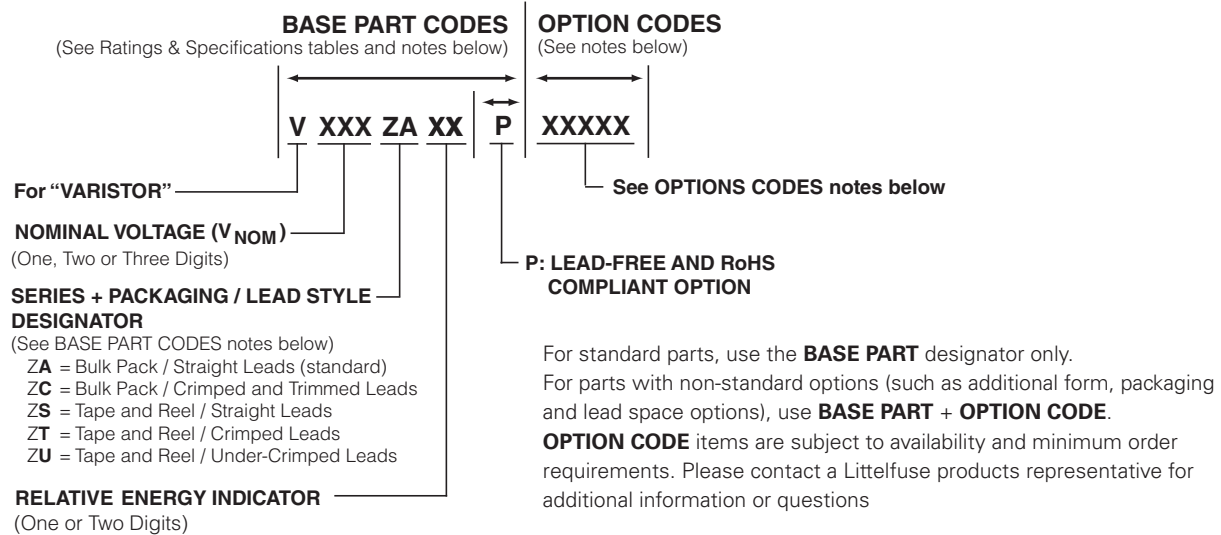 BASE PART CODES
(See Ratings & Specifications tables and notes below)
OPTION CODES
(See notes below)
V XXX ZA XX P XXXXX
For “VARISTOR”
See OPTIONS CODES notes below
NOMINAL VOLTAGE (VNOM)
(One, Two or Three Digits)
P: LEAD-FREE AND RoHS
COMPLIANT OPTION
SERIES + PACKAGING / LEAD STYLE
DESIGNATOR
(See BASE PART CODES notes below)
ZA = Bulk Pack / Straight Leads (standard)
ZC = Bulk Pack / Crimped and Trimmed Leads
ZS = Tape and Reel / Straight Leads
ZT = Tape and Reel / Crimped Leads
ZU = Tape and Reel / Under-Crimped Leads
RELATIVE ENERGY INDICATOR
(One or Two Digits)
For standard parts, use the BASE PART designator only.
For parts with non-standard options (such as additional form, packaging
and lead space options), use BASE PART + OPTION CODE.
OPTION CODE items are subject to availability and minimum order
requirements. Please contact a Littelfuse products representative for
additional information or questions